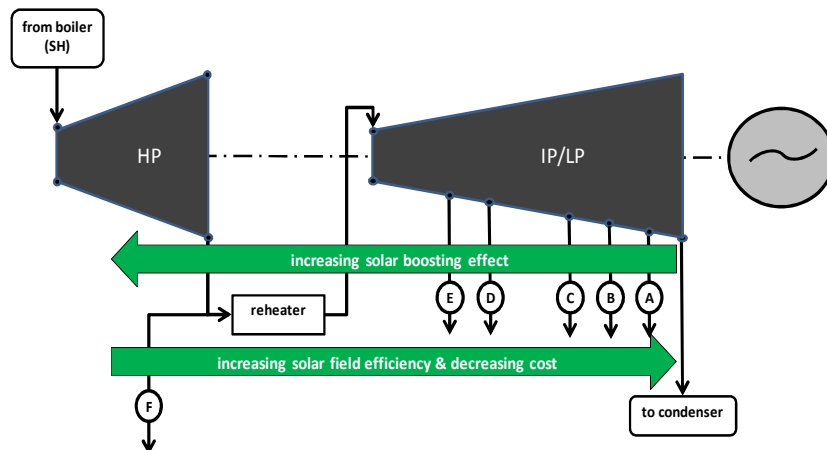 from boiler
(SH)
HP
IP/LP
increasing solar boosting effect
E
D
C
B
A
reheater
increasing solar field efficiency & decreasing cost
F
to condenser